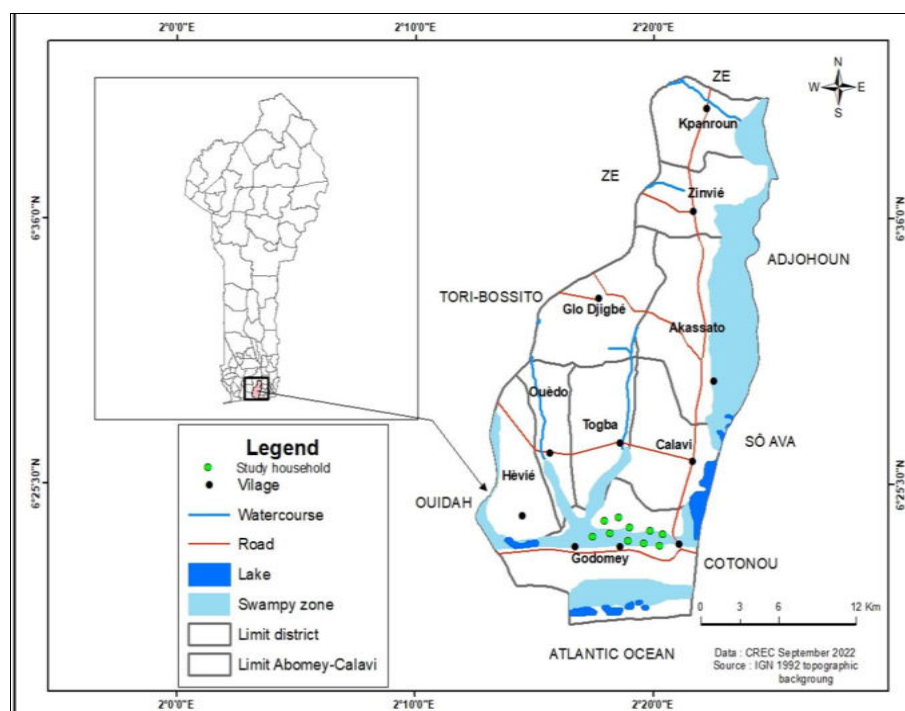 2°0'0"E
2°10'0"E
2°20'0"E
N
W
E
S
ZE
Kpanroun
ZE
Zinvié
6°36'0"N
6°36'0"N
ADJOHOUN
TORI-BOSSITO
Glo Djigbé
Akassato
Ouèdo
Togba
Calavi
SÔ AVA
Hèvié
OUIDAH
6°25'30"N
6°25'30"N
Godomey
COTONOU
Legend
Study household
Vilage
Watercourse
Road
Lake
Swampy zone
Limit district
Limit Abomey-Calavi
0 3 6 12 Km
ATLANTIC OCEAN
Data : CREC September 2022
Source : IGN 1992 topographic
backgroung
2°0'0"E
2°10'0"E
2°20'0"E